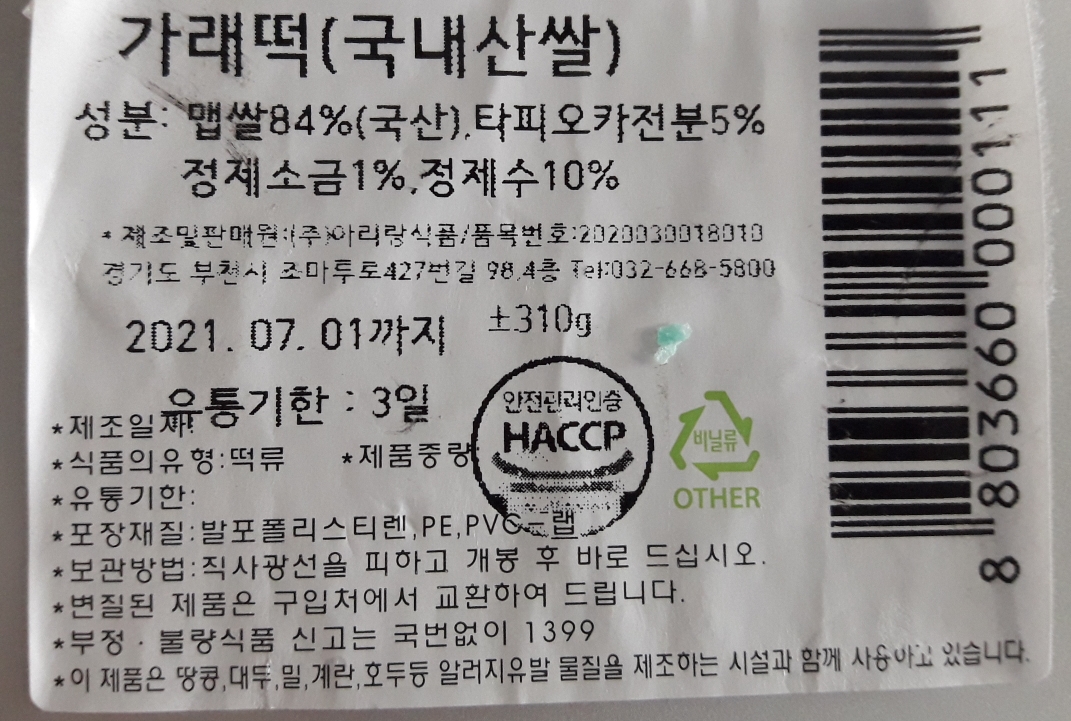 가래떡(국내산쌀)
성분: 맵쌀84%(국산),타피오카전분5%
정제소금1%,정제수10%
* 제조및판매원:(주)아리랑식품/품목번호:2020030018010
경기도 부천시 조마루로427번길 98,4층 Tel:032-668-5800
2021. 07. 01까지
±310g
유통기한 : 3일
*제조일자:
*식품의유형:떡류
*제품중량
안전관리인증
HACCP
비닐류
OTHER
*유통기한:
*포장재질:발포폴리스티렌,PE,PVC-랩
*보관방법:직사광선을 피하고 개봉 후 바로 드십시오.
*변질된 제품은 구입처에서 교환하여 드립니다.
*부정·불량식품 신고는 국번없이 1399
*이 제품은 땅콩,대두,밀,계란,호두등 알러지유발 물질을 제조하는 시설과 함께 사용하고 있습니다.
8 803660 000111